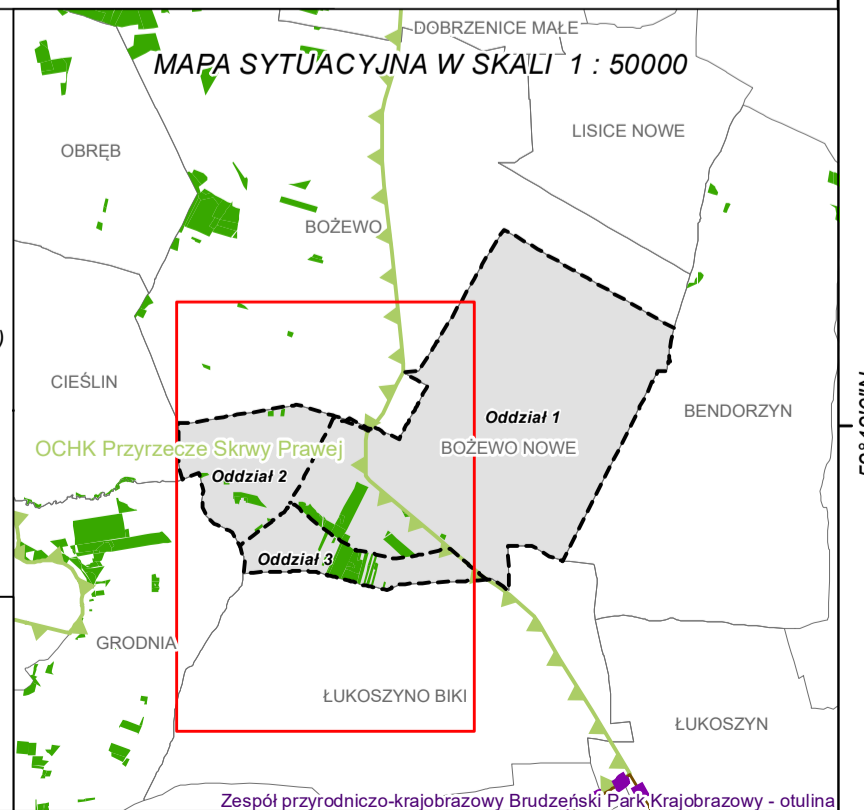 DOBRZENICE MAŁE
MAPA SYTUACYJNA W SKALI 1 : 50000
LISICE NOWE
OBRĘB
BOŻEWO
CIEŚLIN
BENDORZYN
Oddział 1
OCHK Przyrzecze Skrwy Prawej
BOŻEWO NOWE
Oddział 2
Oddział 3
GRODNIA
ŁUKOSZYNO BIKI
ŁUKOSZYN
Zespół przyrodniczo-krajobrazowy Brudzeński Park Krajobrazowy - otulina